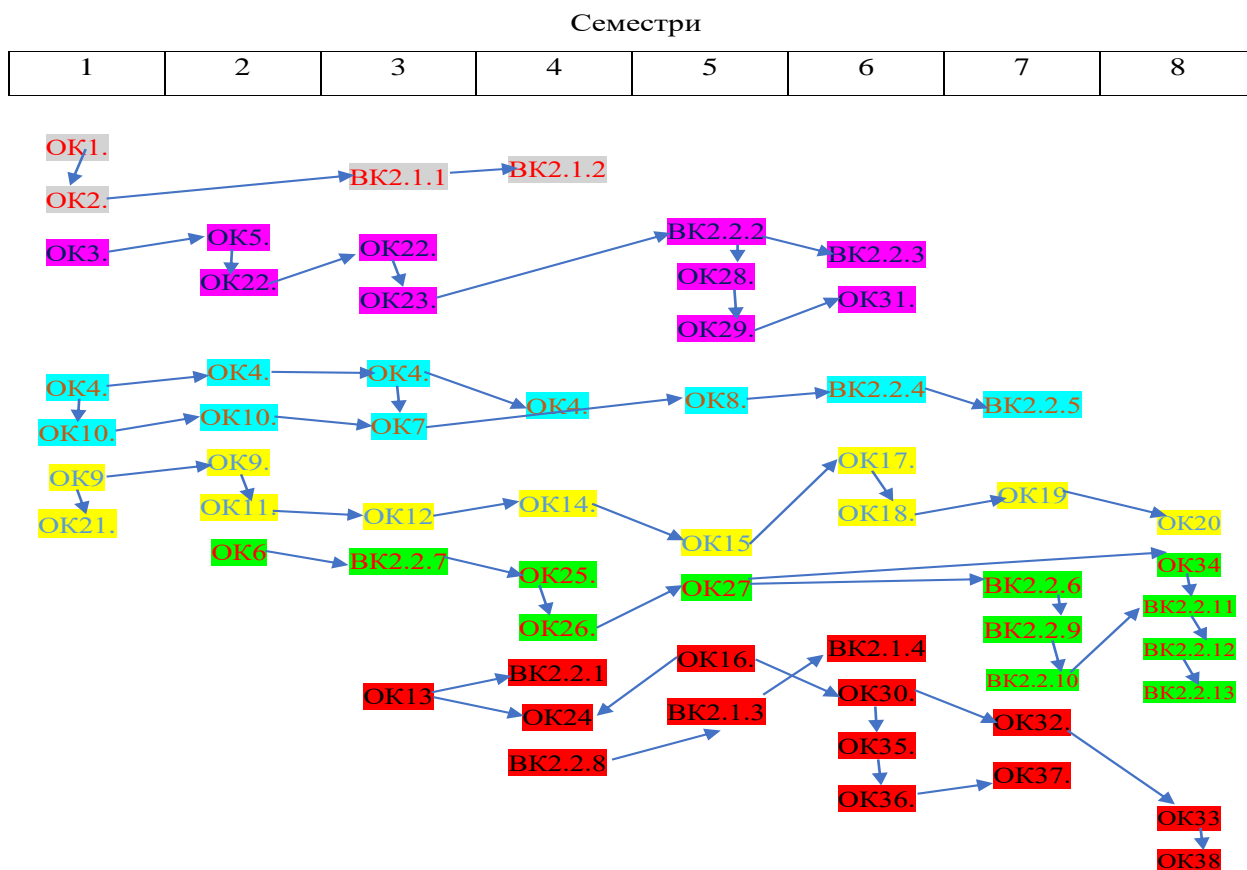 Семестри
1 2 3 4 5 6 7 8
ОК1.
ВК2.1.1 ВК2.1.2
ОК2.
ОК3. ОК5. ОК22. ВК2.2.2 ВК2.2.3
ОК22. ОК23. ОК28. ОК31.
ОК29.
ОК4. ОК4. ОК4. ОК4. ОК8. ВК2.2.4 ВК2.2.5
ОК10. ОК10. ОК7
ОК9 ОК9. ОК17.
ОК21. ОК11. ОК12 ОК14. ОК15 ОК18. ОК19 ОК20
ОК6 ВК2.2.7 ОК25. ОК27 ВК2.2.6 ОК34
ОК26. ВК2.2.9 ВК2.2.11
ВК2.2.10 ВК2.2.12
ВК2.2.13
ОК13 ВК2.2.1 ОК16. ВК2.1.4
ОК24 ВК2.1.3 ОК30. ОК32.
ВК2.2.8 ОК35.
ОК36. ОК37.
ОК33
ОК38